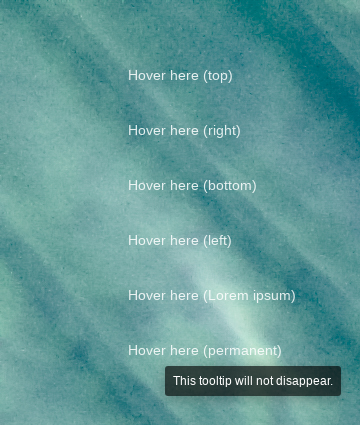 Hover here (top)
Hover here (right)
Hover here (bottom)
Hover here (left)
Hover here (Lorem ipsum)
Hover here (permanent)
This tooltip will not disappear.